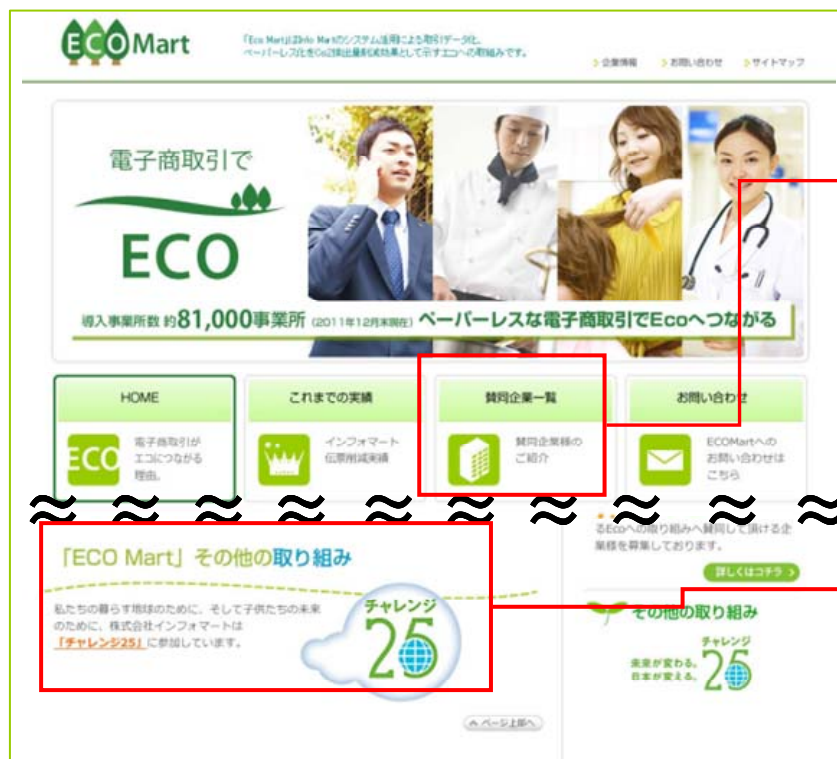 ECO Mart
「Eco Mart」はInfo Martのシステム活用による取引データ化、
ペーパーレス化をCo2排出量削減効果として示すエコへの取組みです。
企業情報
お問い合わせ
サイトマップ
電子商取引で
ECO
導入事業所数 約81,000事業所 (2011年12月末現在) ペーパーレスな電子商取引でEcoへつながる
HOME
ECO
電子商取引が
エコにつながる
理由。
これまでの実績
インフォマート
伝票削減実績
賛同企業一覧
賛同企業様の
ご紹介
お問い合わせ
ECOMartへの
お問い合わせは
こちら
「ECO Mart」その他の取り組み
私たちの暮らす地球のために、そして子供たちの未来
のために、株式会社インフォマートは
「チャレンジ25」に参加しています。
チャレンジ
25
ページ上部へ
るEcoへの取り組みへ賛同して頂ける企
業様を募集しております。
詳しくはコチラ
その他の取り組み
未来が変わる。
日本が変える。
チャレンジ
25